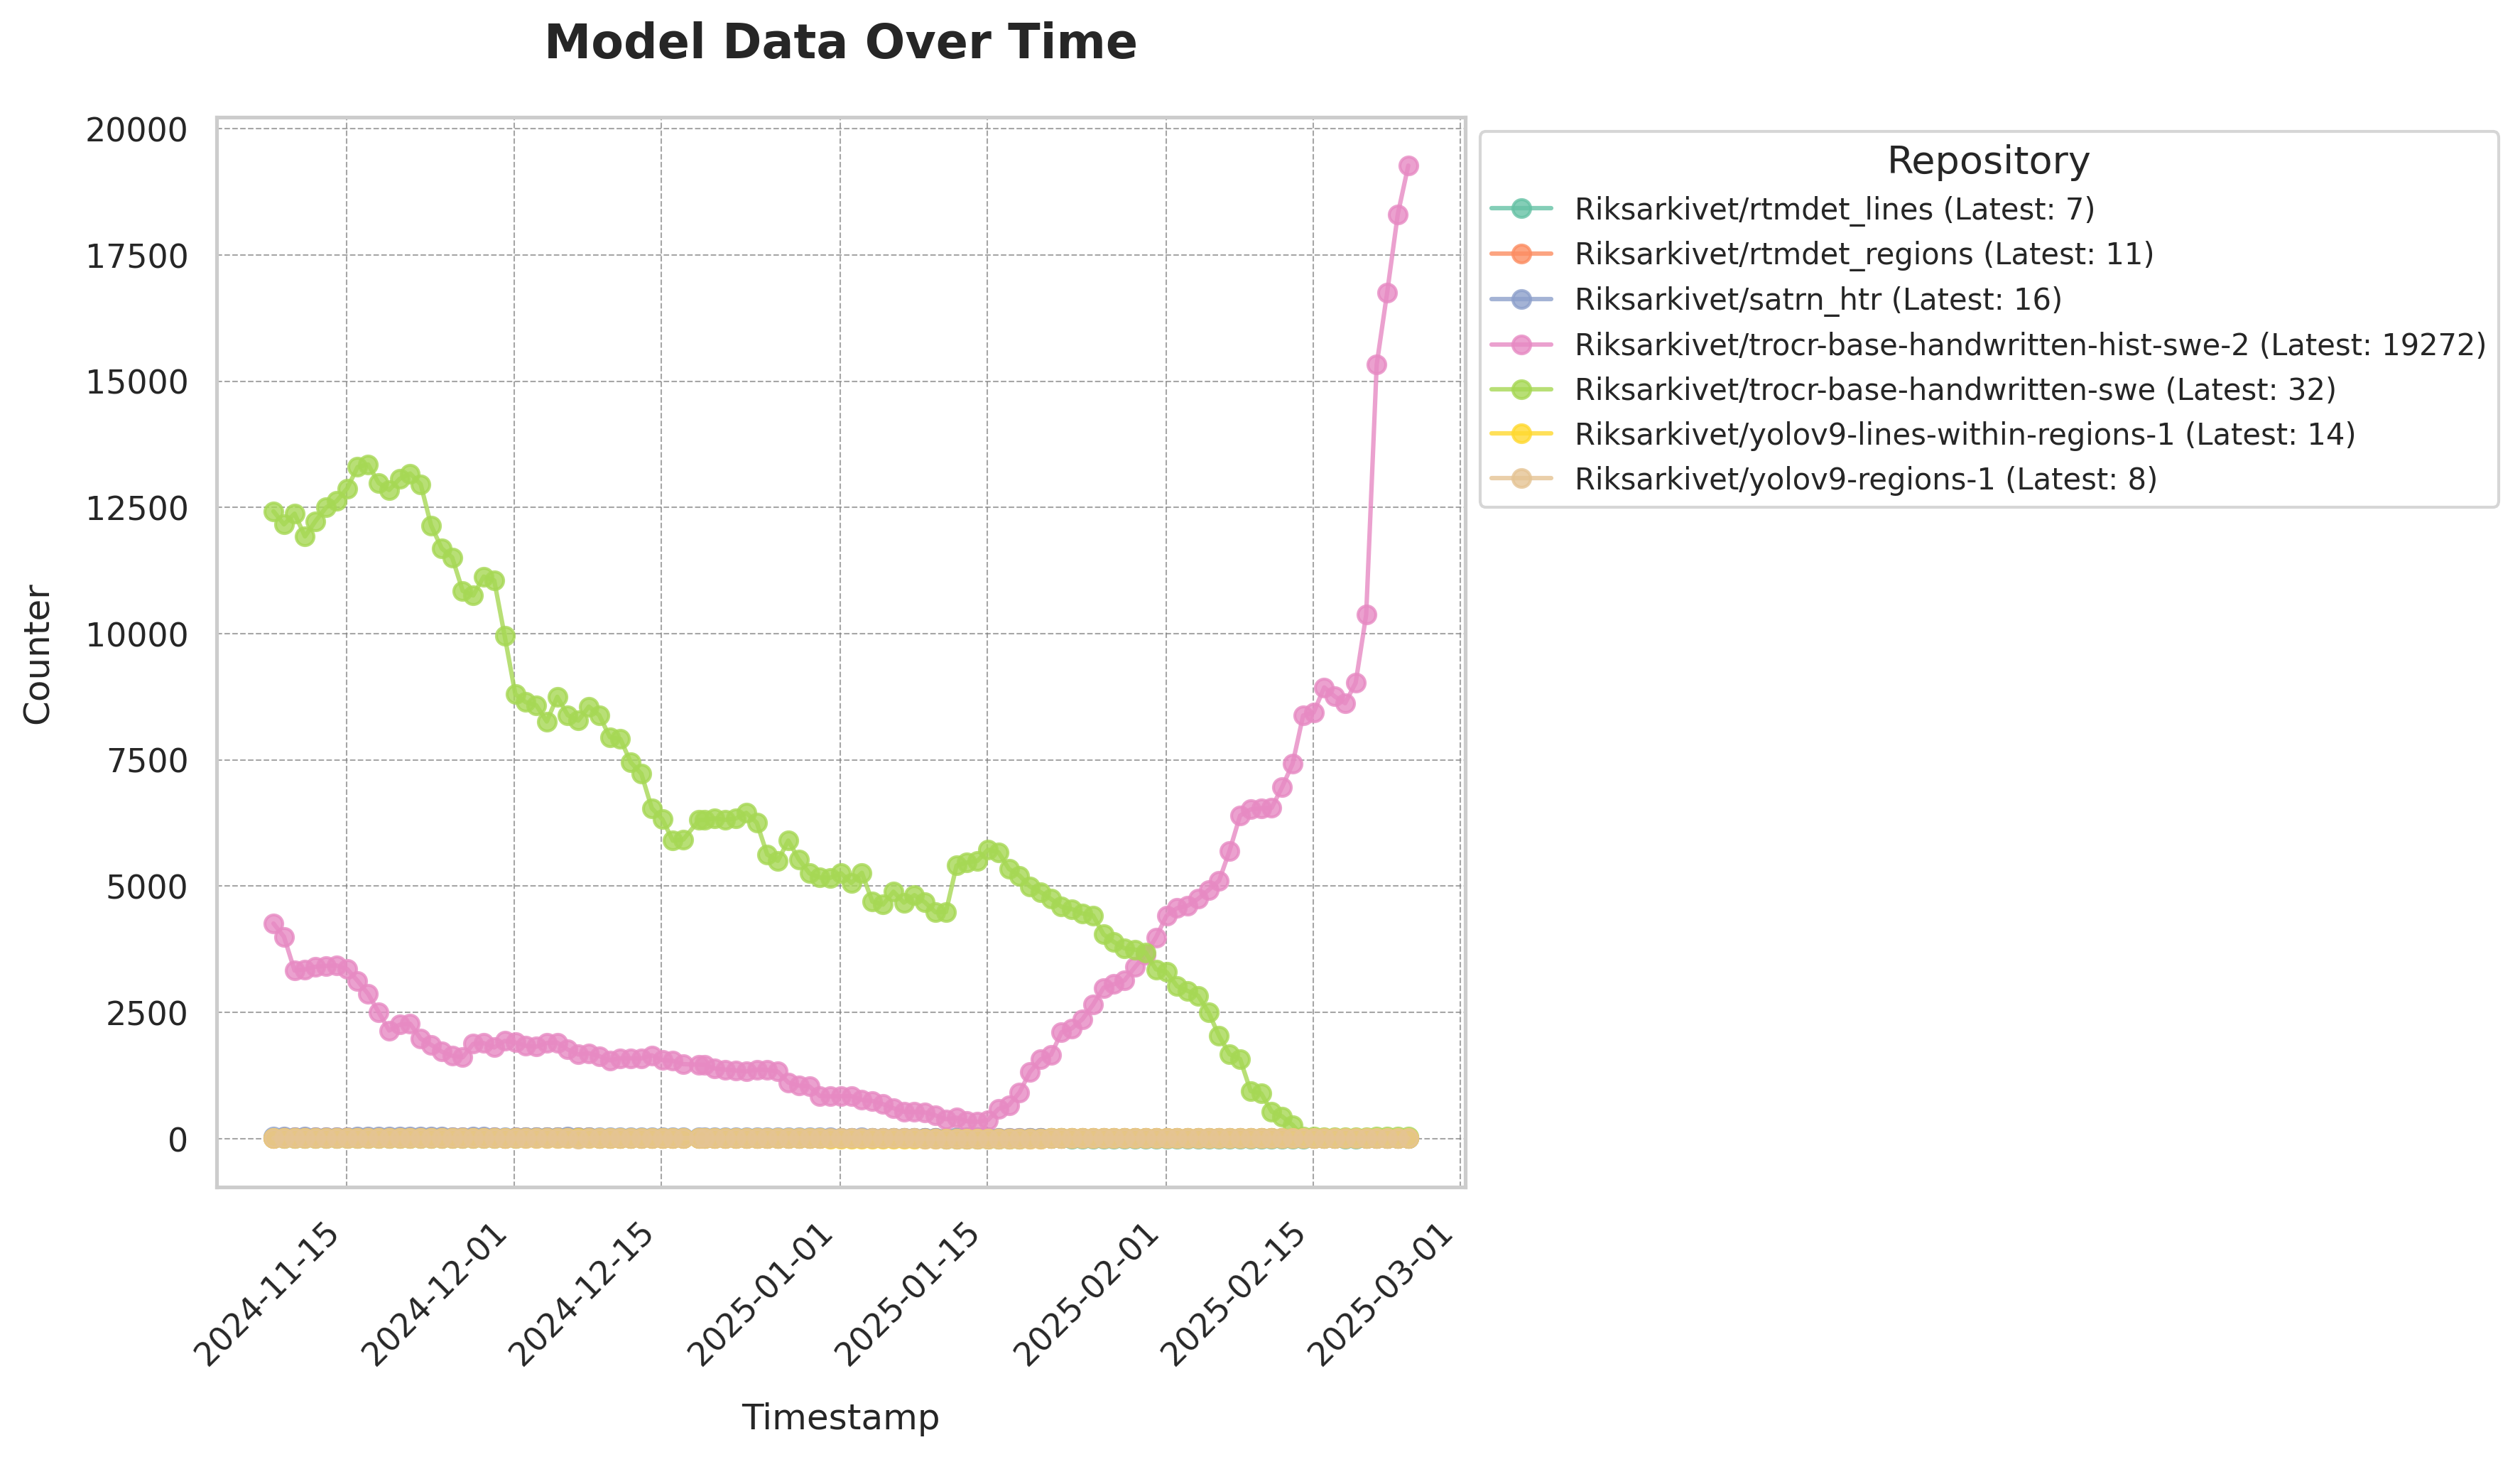 Model Data Over Time
20000
17500
15000
12500
10000
7500
5000
2500
0
Counter
2024-11-15
2024-12-01
2024-12-15
2025-01-01
2025-01-15
2025-02-01
2025-02-15
2025-03-01
Timestamp
Repository
Riksarkivet/rtmdet_lines (Latest: 7)
Riksarkivet/rtmdet_regions (Latest: 11)
Riksarkivet/satrn_htr (Latest: 16)
Riksarkivet/trocr-base-handwritten-hist-swe-2 (Latest: 19272)
Riksarkivet/trocr-base-handwritten-swe (Latest: 32)
Riksarkivet/yolov9-lines-within-regions-1 (Latest: 14)
Riksarkivet/yolov9-regions-1 (Latest: 8)